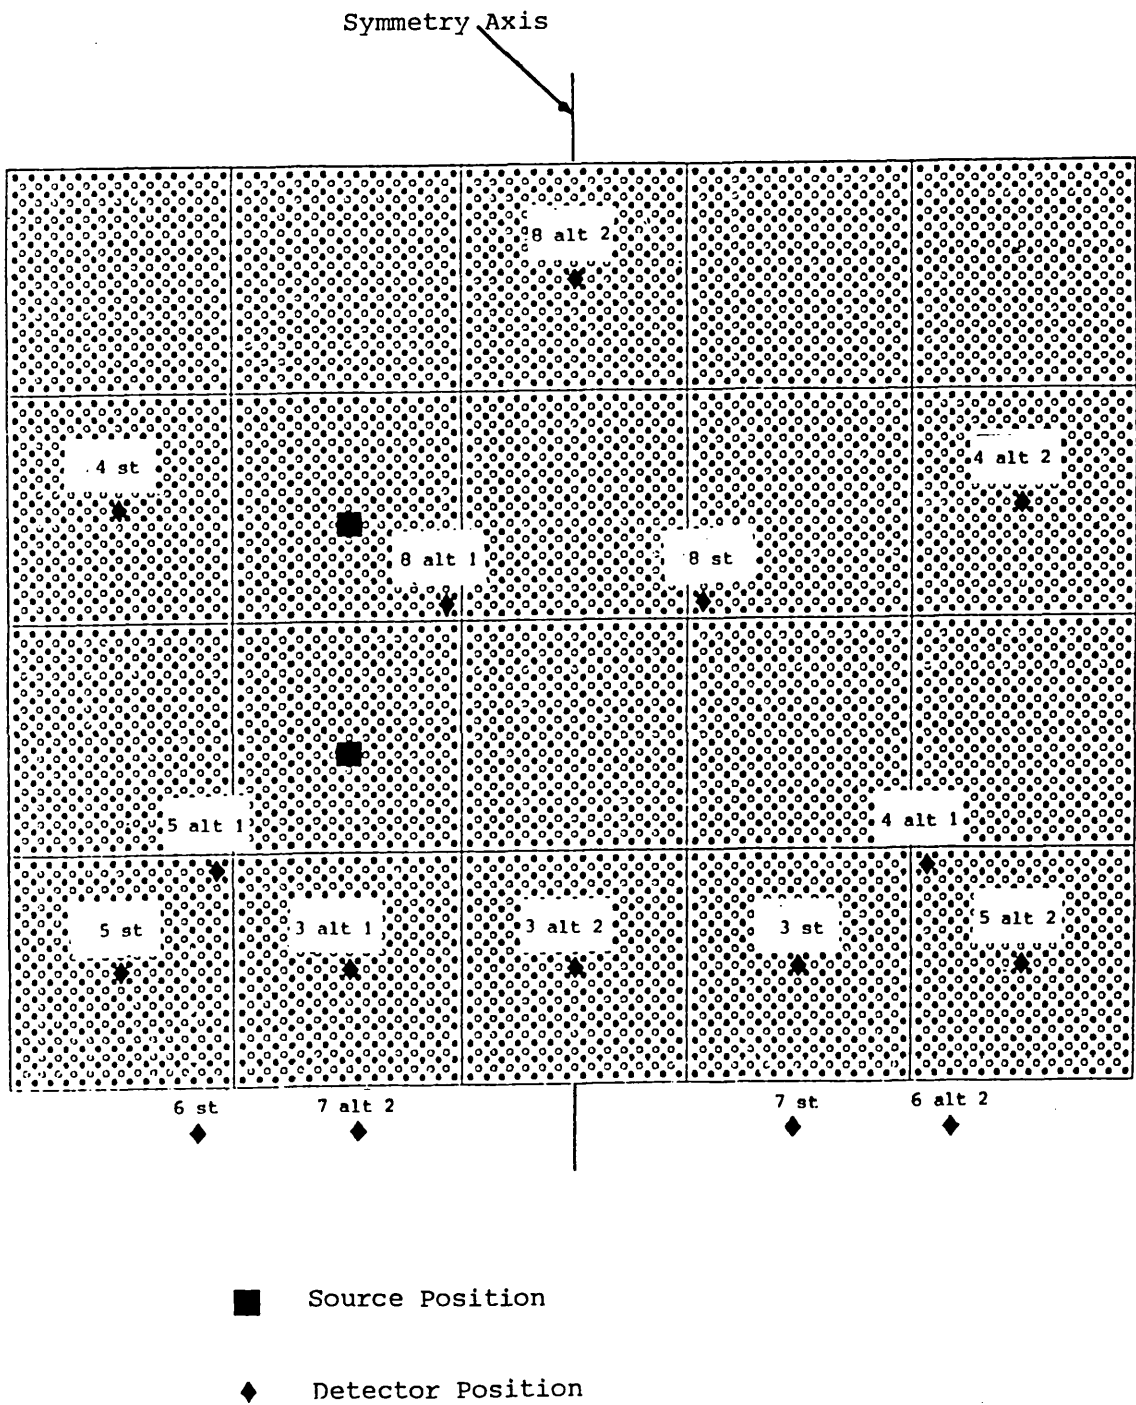 Symmetry Axis
8 alt 2
4 st
4 alt 2
8 alt 1
8 st
5 alt 1
4 alt 1
5 st
3 alt 1
3 alt 2
3 st
5 alt 2
6 st
7 alt 2
7 st
6 alt 2
Source Position
Detector Position